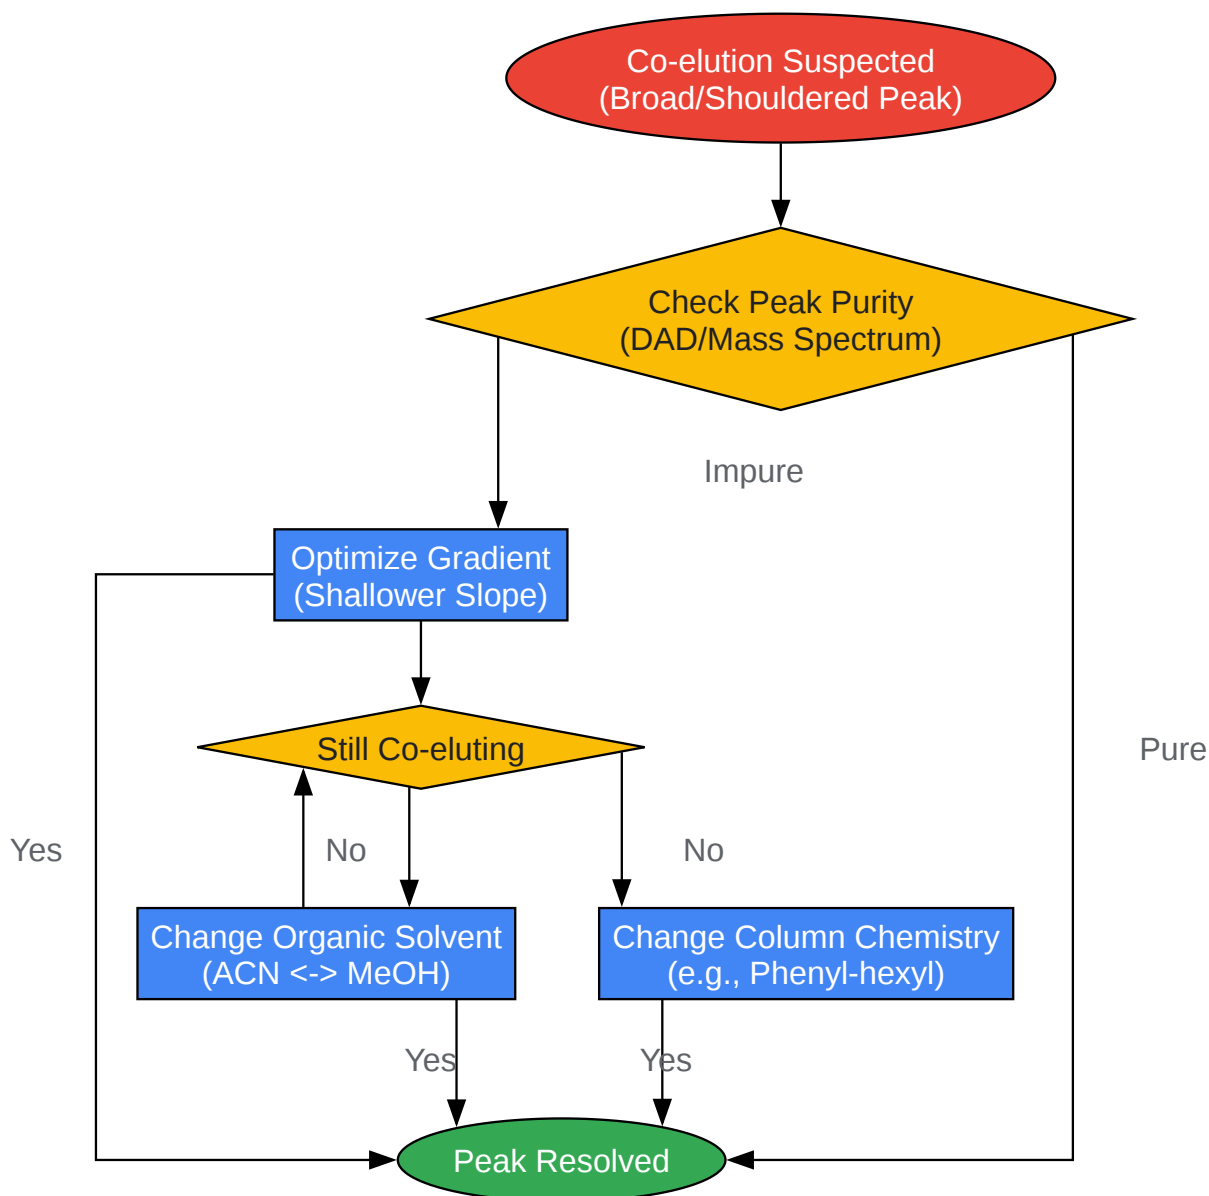 Co-elution Suspected
(Broad/Shouldered Peak)
Check Peak Purity
(DAD/Mass Spectrum)
Impure
Optimize Gradient
(Shallower Slope)
Still Co-eluting
Pure
Yes
No
No
Change Organic Solvent
(ACN <-> MeOH)
Change Column Chemistry
(e.g., Phenyl-hexyl)
Yes
Yes
Peak Resolved